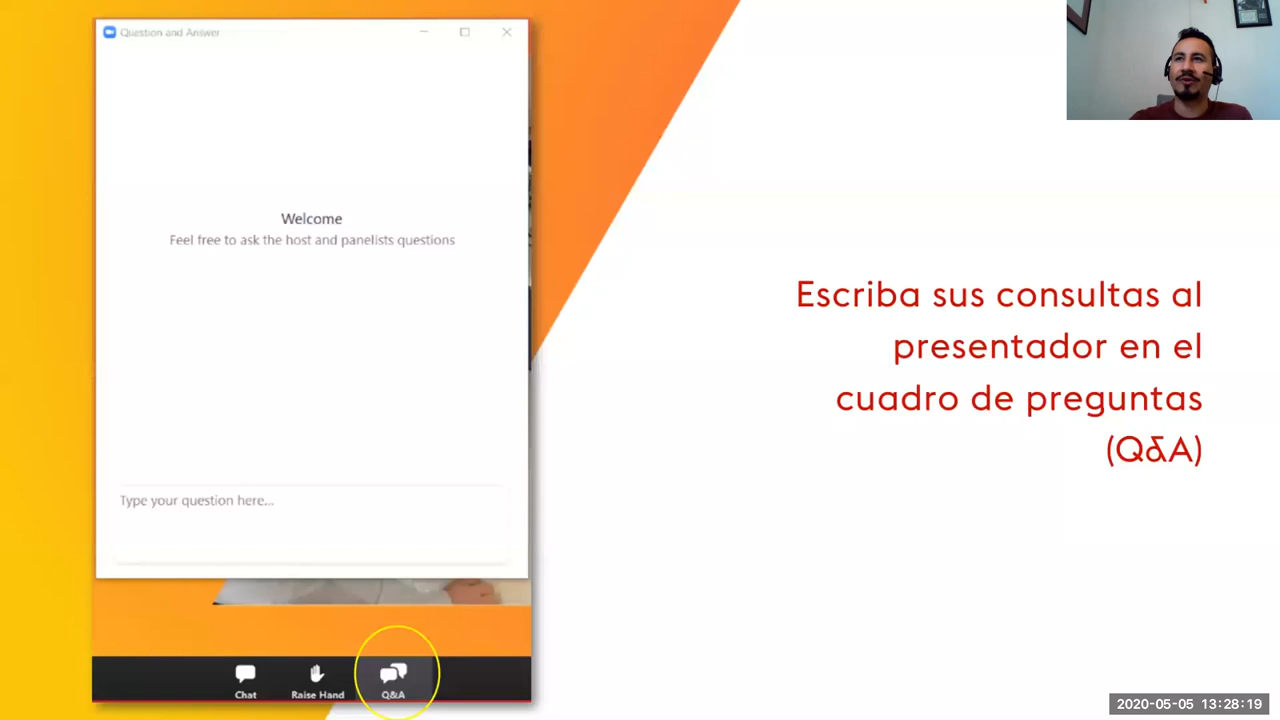 Question and Answer
Welcome
Feel free to ask the host and panelists questions
Type your question here...
Chat
Raise Hand
Q&A
Escriba sus consultas al
presentador en el
cuadro de preguntas
(Q&A)
2020-05-05 13:28:19